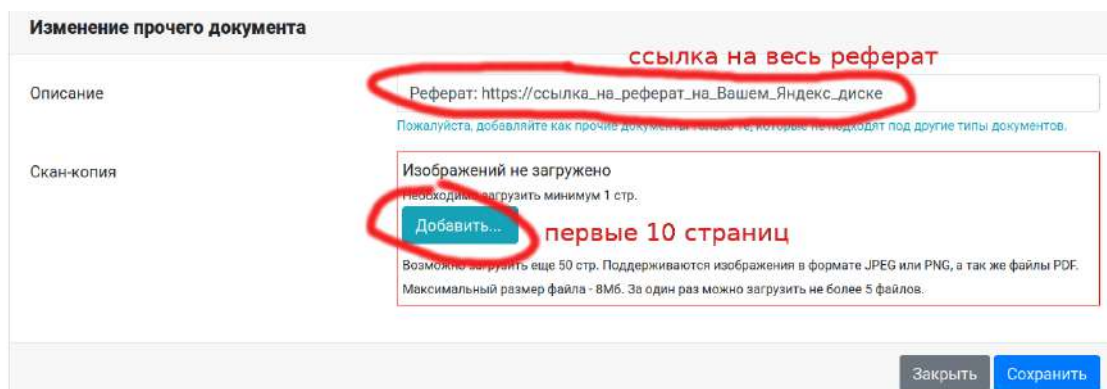 Изменение прочего документа
ссылка на весь реферат
Описание
Реферат: https://ссылка_на_реферат_на_Вашем_Яндекс_диске
Пожалуйста, добавляйте как прочие документы только те, которые не подходят под другие типы документов.
Скан-копия
Изображений не загружено
Необходимо загрузить минимум 1 стр.
Добавить...
первые 10 страниц
Возможно загрузить еще 50 стр. Поддерживаются изображения в формате JPEG или PNG, а так же файлы PDF.
Максимальный размер файла - 8Мб. За один раз можно загрузить не более 5 файлов.
Закрыть
Сохранить